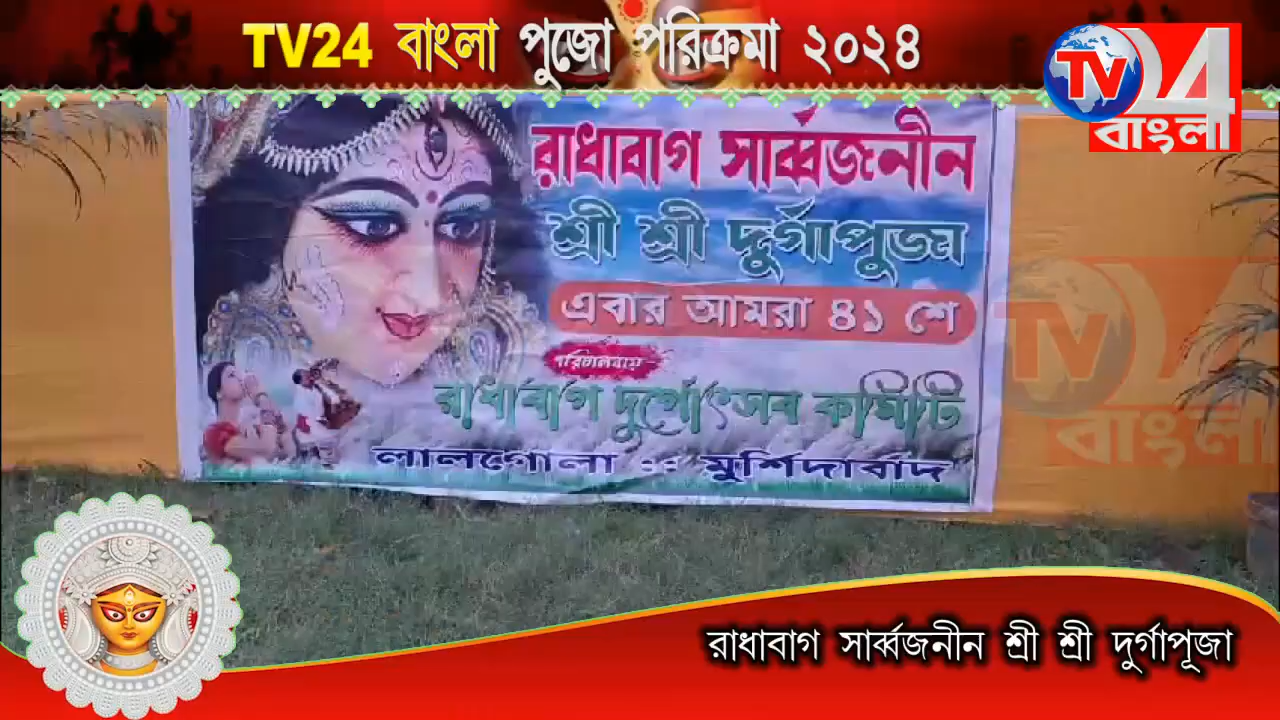 TV24 বাংলা পুজো পরিক্রমা ২০২৪
TV24 বাংলা
রাধাবাগ সার্ব্বজনীন
শ্রী শ্রী দুর্গাপুজা
এবার আমরা ৪১ শে
পরিচালনায়
রাধাবাগ দুর্গোৎসব কমিটি
লালগোলা :: মুর্শিদাবাদ
TV24 বাংলা
রাধাবাগ সার্ব্বজনীন শ্রী শ্রী দুর্গাপূজা